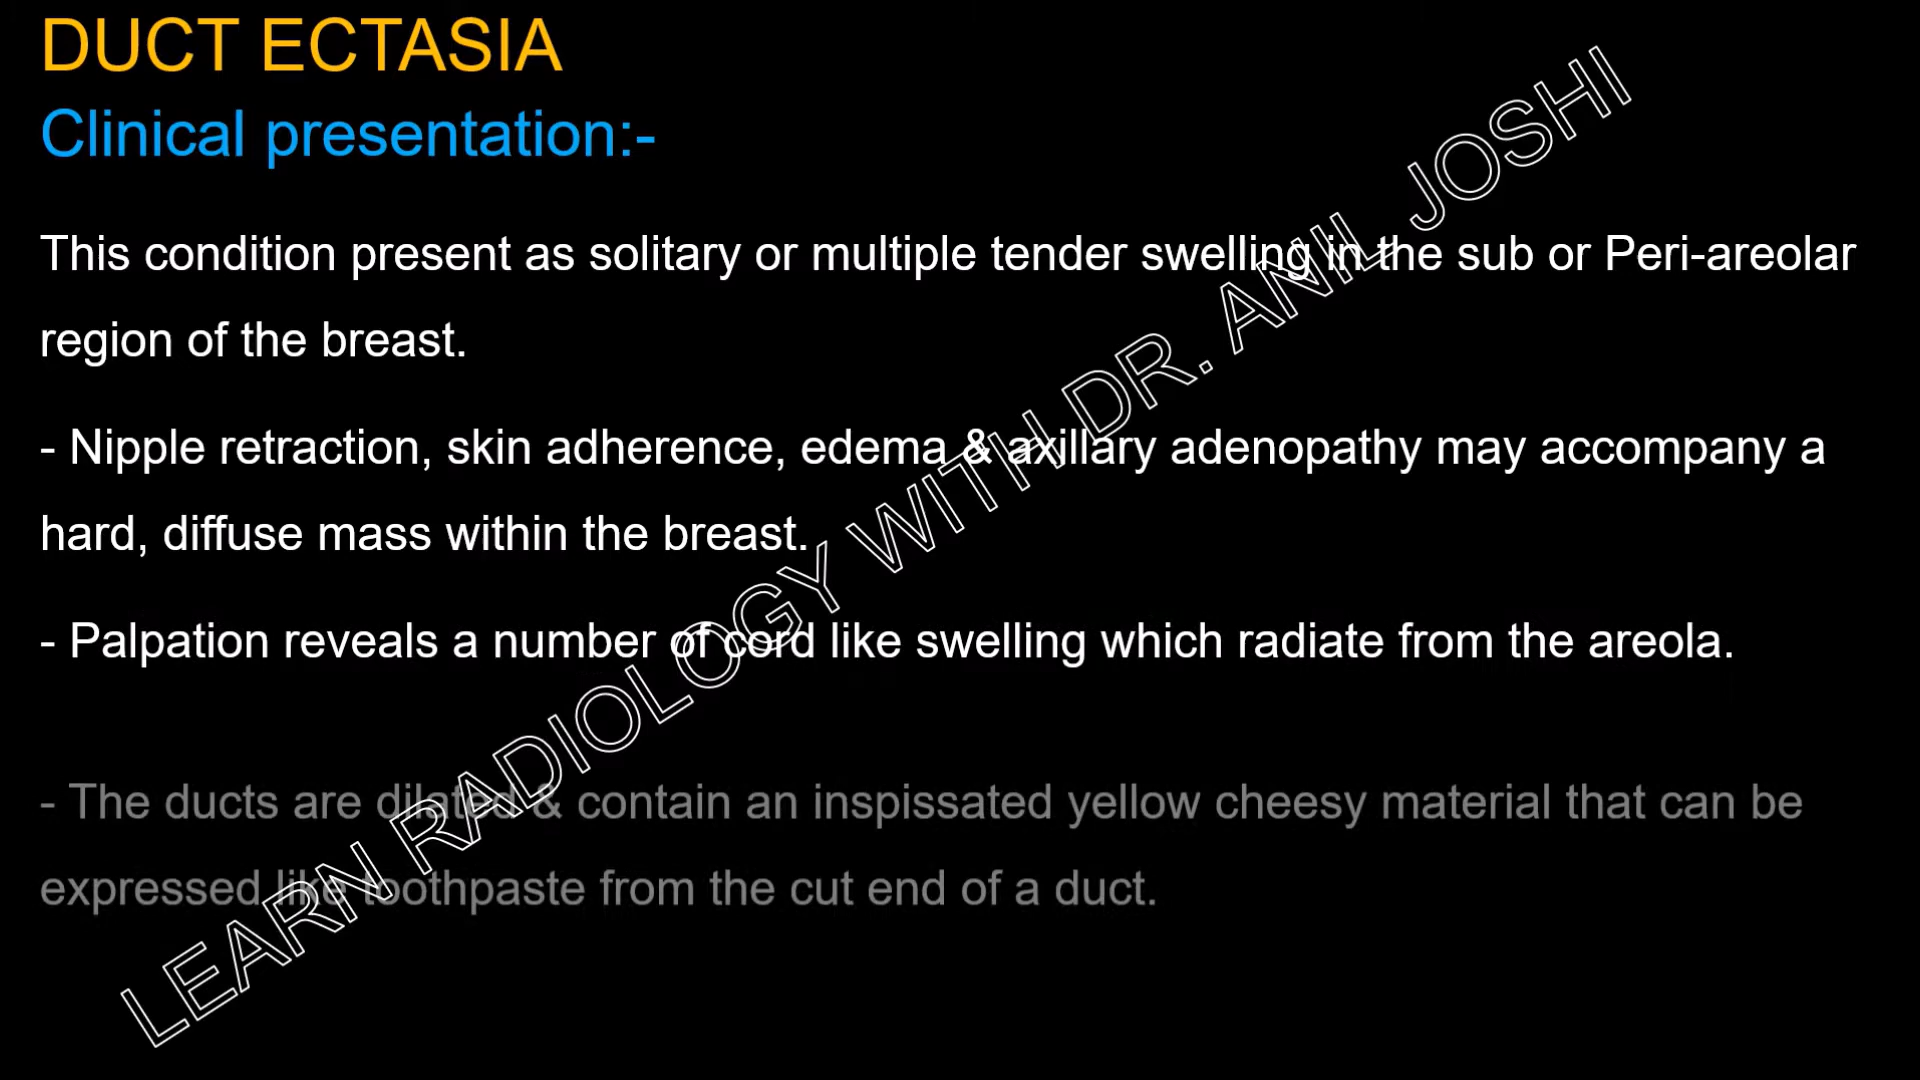 DUCT ECTASIA
Clinical presentation:-
This condition present as solitary or multiple tender swelling in the sub or Peri-areolar
region of the breast.
- Nipple retraction, skin adherence, edema & axillary adenopathy may accompany a
hard, diffuse mass within the breast.
- Palpation reveals a number of cord like swelling which radiate from the areola.
- The ducts are dilated & contain an inspissated yellow cheesy material that can be
expressed like toothpaste from the cut end of a duct.
LEARN RADIOLOGY WITH DR. ANIL JOSHI